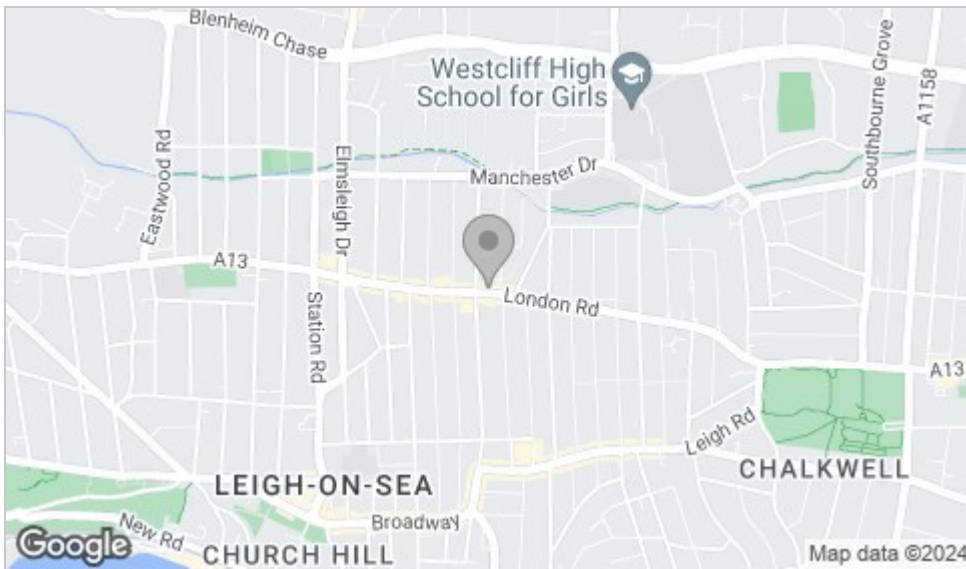 Blenheim Chase
Westcliff High
School for Girls
Southbourne Grove
A1158
Eastwood Rd
Elmsleigh Dr
Manchester Dr
A13
London Rd
Station Rd
A13
Leigh Rd
CHALKWELL
LEIGH-ON-SEA
Broadway
New Rd
CHURCH HILL
Google
Map data ©2024